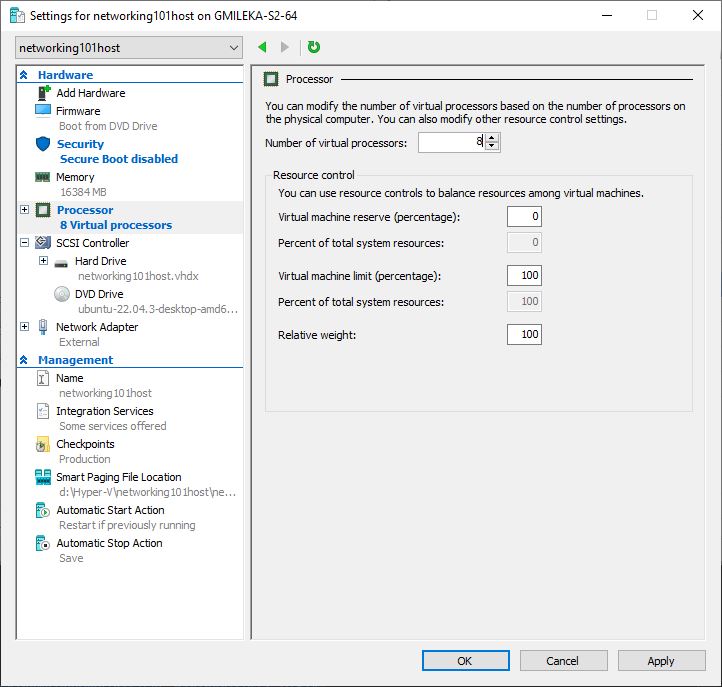 Settings for networking101host on GMILEKA-S2-64
networking101host
Hardware
Add Hardware
Firmware
Boot from DVD Drive
Security
Secure Boot disabled
Memory
16384 MB
Processor
8 Virtual processors
SCSI Controller
Hard Drive
networking101host.vhdx
DVD Drive
ubuntu-22.04.3-desktop-amd6...
Network Adapter
External
Management
Name
networking101host
Integration Services
Some services offered
Checkpoints
Production
Smart Paging File Location
d:\Hyper-V\networking101host\ne...
Automatic Start Action
Restart if previously running
Automatic Stop Action
Save
Processor
You can modify the number of virtual processors based on the number of processors on
the physical computer. You can also modify other resource control settings.
Number of virtual processors: 8
Resource control
You can use resource controls to balance resources among virtual machines.
Virtual machine reserve (percentage): 0
Percent of total system resources: 0
Virtual machine limit (percentage): 100
Percent of total system resources: 100
Relative weight: 100
OK Cancel Apply